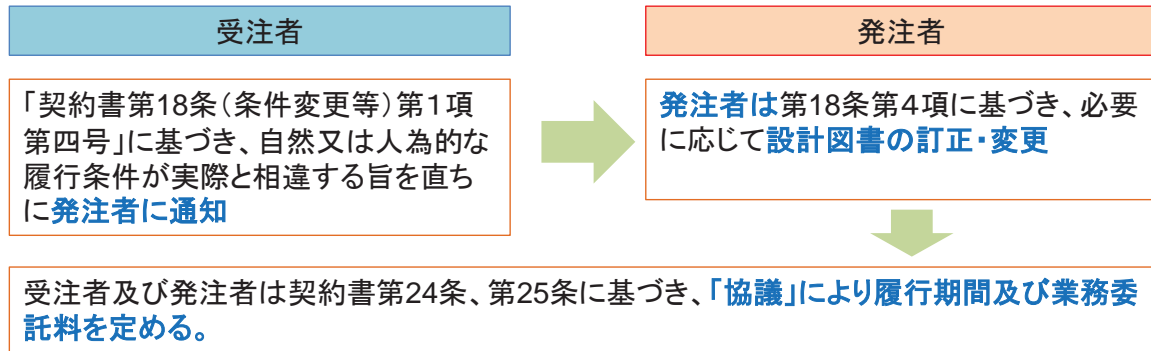 受注者
発注者
「契約書第18条（条件変更等）第１項
第四号」に基づき、自然又は人為的な
履行条件が実際と相違する旨を直ち
に発注者に通知
発注者は第18条第４項に基づき、必要
に応じて設計図書の訂正・変更
受注者及び発注者は契約書第24条、第25条に基づき、「協議」により履行期間及び業務委
託料を定める。